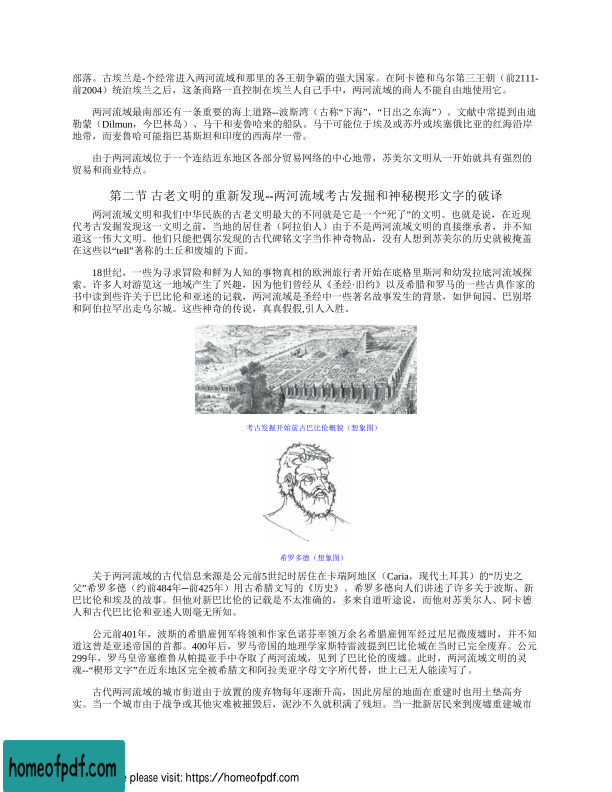 部落。古埃兰是-个经常进入两河流域和那里的各王朝争霸的强大国家。在阿卡德和乌尔第三王朝（前2111-
前2004）统治埃兰之后，这条商路一直控制在埃兰人自己手中，两河流域的商人不能自由地使用它。
两河流域最南部还有一条重要的海上道路--波斯湾（古称“下海”，“日出之东海”）。文献中常提到由迪
勒蒙（Dilmun，今巴林岛）、马干和麦鲁哈来的船队。马干可能位于埃及或苏丹或埃塞俄比亚的红海沿岸
地带，而麦鲁哈可能指巴基斯坦和印度的西海岸一带。
由于两河流域位于一个连结近东地区各部分贸易网络的中心地带，苏美尔文明从一开始就具有强烈的
贸易和商业特点。
第二节 古老文明的重新发现--两河流域考古发掘和神秘楔形文字的破译
两河流域文明和我们中华民族的古老文明最大的不同就是它是一个“死了”的文明。也就是说，在近现
代考古发掘发现这一文明之前，当地的居住者（阿拉伯人）由于不是两河流域文明的直接继承者，并不知
道这一伟大文明。他们只能把偶尔发现的古代碑铭文字当作神奇物品，没有人想到苏美尔的历史就被掩盖
在这些以“tell”著称的土丘和废墟的下面。
18世纪，一些为寻求冒险和鲜为人知的事物真相的欧洲旅行者开始在底格里斯河和幼发拉底河流域探
索。许多人对游览这一地域产生了兴趣，因为他们曾经从《圣经·旧约》以及希腊和罗马的一些古典作家的
书中读到些许关于巴比伦和亚述的记载，两河流域是圣经中一些著名故事发生的背景，如伊甸园、巴别塔
和阿伯拉罕出走乌尔城。这些神奇的传说，真真假假,引人入胜。
考古发掘开始前古巴比伦概貌（想象图）
希罗多德（想象图）
关于两河流域的古代信息来源是公元前5世纪时居住在卡瑞阿地区（Caria，现代土耳其）的“历史之
父”希罗多德（约前484年─前425年）用古希腊文写的《历史》。希罗多德向人们讲述了许多关于波斯、新
巴比伦和埃及的故事。但他对新巴比伦的记载是不太准确的，多来自道听途说，而他对苏美尔人、阿卡德
人和古代巴比伦和亚述人则毫无所知。
公元前401年，波斯的希腊雇佣军将领和作家色诺芬率领万余名希腊雇佣军经过尼尼微废墟时，并不知
道这曾是亚述帝国的首都。400年后，罗马帝国的地理学家斯特雷波提到巴比伦城在当时已完全废弃。公元
299年，罗马皇帝塞维鲁从帕提亚手中夺取了两河流域，见到了巴比伦的废墟。此时，两河流域文明的灵
魂--“楔形文字”在近东地区完全被希腊文和阿拉美亚字母文字所代替，世上已无人能读写了。
古代两河流域的城市街道由于放置的废弃物每年逐渐升高，因此房屋的地面在重建时也用土垫高夯
实。当一个城市由于战争或其他灾难被摧毁后，泥沙不久就积满了残垣。当一批新居民来到废墟重建城市
homeofpdf.com
e please visit: https://homeofpdf.com